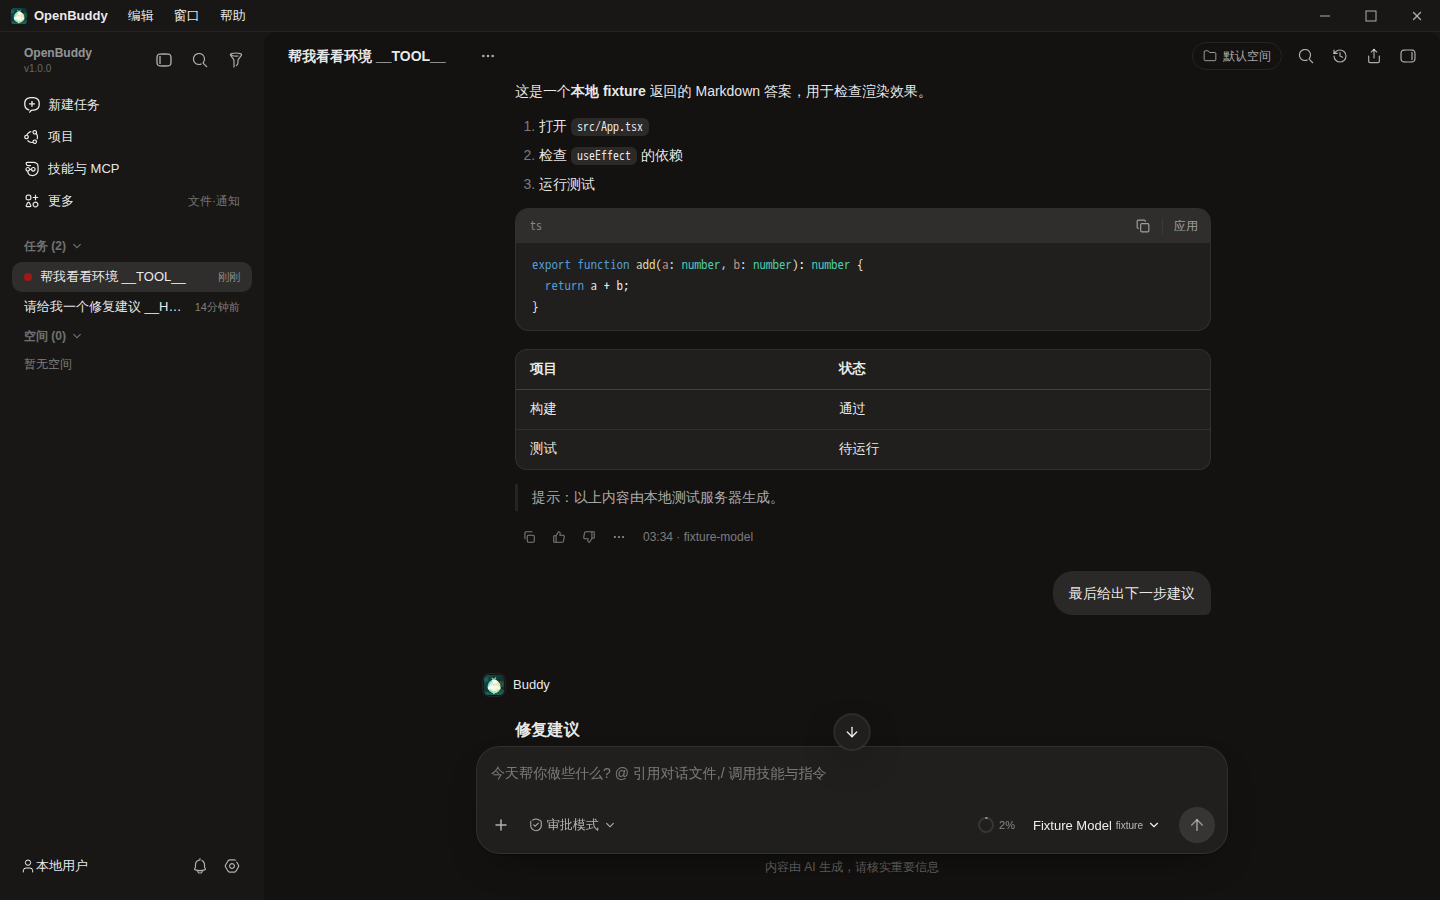 OpenBuddy 编辑 窗口 帮助
OpenBuddy
v1.0.0
新建任务
项目
技能与 MCP
更多 文件·通知
任务 (2)
帮我看看环境 __TOOL__ 刚刚
请给我一个修复建议 __H… 14分钟前
空间 (0)
暂无空间
本地用户
帮我看看环境 __TOOL__
默认空间
这是一个本地 fixture 返回的 Markdown 答案，用于检查渲染效果。
1. 打开 src/App.tsx
2. 检查 useEffect 的依赖
3. 运行测试
ts 应用
export function add(a: number, b: number): number {
return a + b;
}
项目 状态
构建 通过
测试 待运行
提示：以上内容由本地测试服务器生成。
03:34 · fixture-model
最后给出下一步建议
Buddy
修复建议
今天帮你做些什么? @ 引用对话文件,/ 调用技能与指令
审批模式 2% Fixture Model fixture
内容由 AI 生成，请核实重要信息